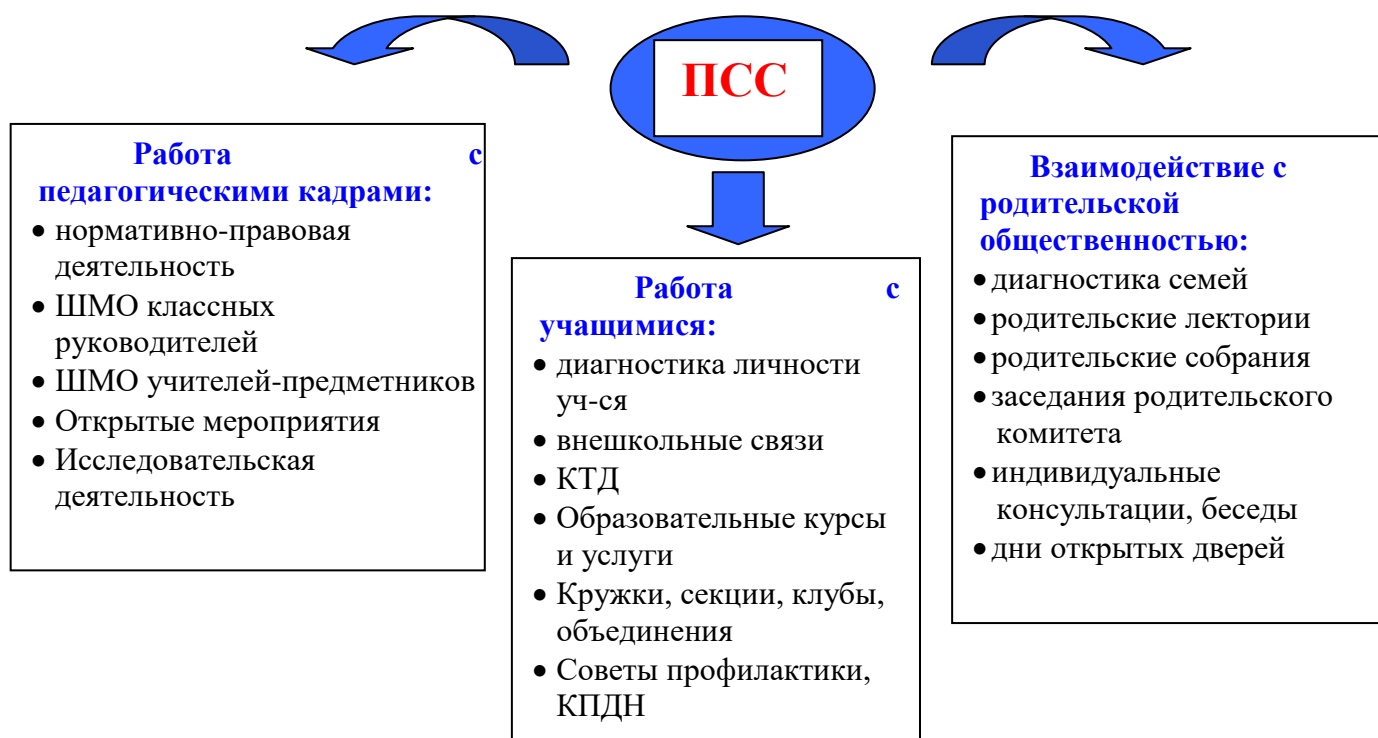 ПСС
Работа с
педагогическими кадрами:
• нормативно-правовая
деятельность
• ШМО классных
руководителей
• ШМО учителей-предметников
• Открытые мероприятия
• Исследовательская
деятельность
Работа с
учащимися:
• диагностика личности
уч-ся
• внешкольные связи
• КТД
• Образовательные курсы
и услуги
• Кружки, секции, клубы,
объединения
• Советы профилактики,
КПДН
Взаимодействие с
родительской
общественностью:
• диагностика семей
• родительские лектории
• родительские собрания
• заседания родительского
комитета
• индивидуальные
консультации, беседы
• дни открытых дверей